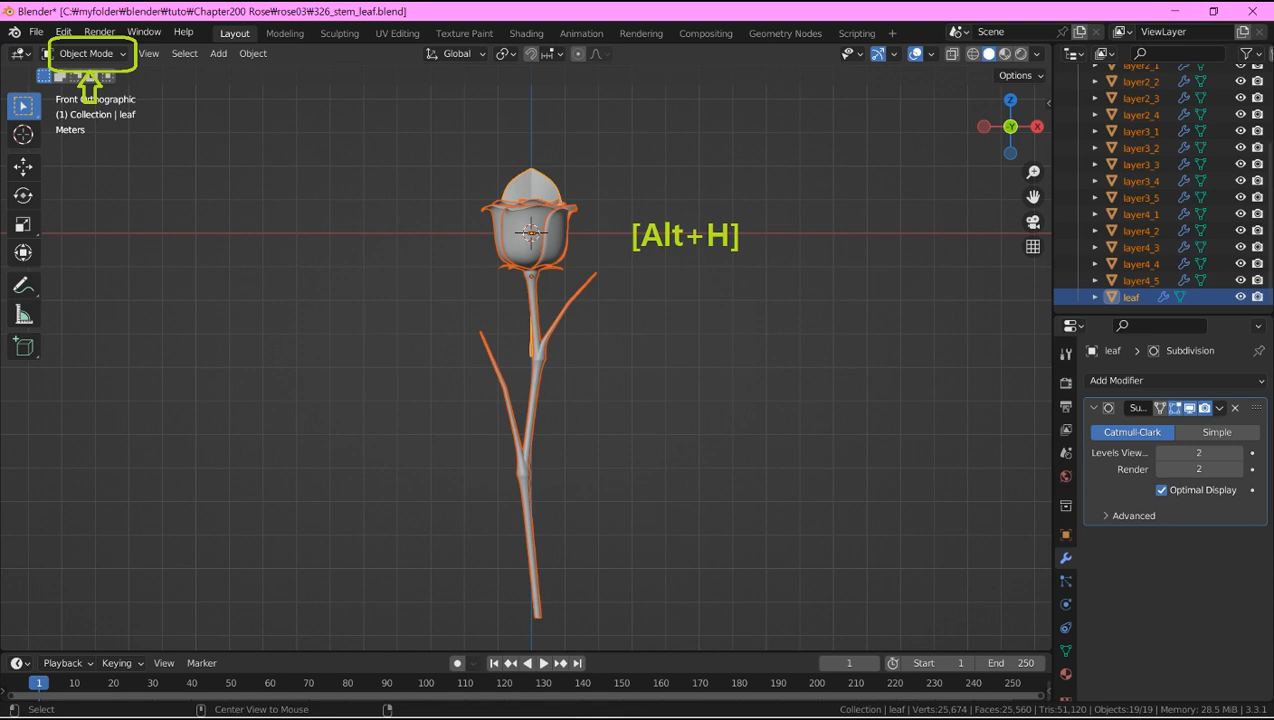 Blender* [C:₩myfolder₩blender₩tuto₩Chapter200 Rose₩rose03₩326_stem_leaf.blend]
File Edit Render Window Help Layout Modeling Sculpting UV Editing Texture Paint Shading Animation Rendering Compositing Geometry Nodes Scripting Scene ViewLayer
Object Mode View Select Add Object Global
Options
Front Orthographic
(1) Collection | leaf
Meters
Z
Y
X
[Alt+H]
layer2_1
layer2_2
layer2_3
layer2_4
layer3_1
layer3_2
layer3_3
layer3_4
layer3_5
layer4_1
layer4_2
layer4_3
layer4_4
layer4_5
leaf
leaf > Subdivision
Add Modifier
Su...
Catmull-Clark Simple
Levels View... 2
Render 2
Optimal Display
Advanced
Playback Keying View Marker 1 Start 1 End 250
1 10 20 30 40 50 60 70 80 90 100 110 120 130 140 150 160 170 180 190 200 210 220 230 240 250
Select Center View to Mouse Collection | leaf | Verts:25,674 | Faces:25,560 | Tris:51,120 | Objects:19/19 | Memory: 28.5 MiB | 3.3.1